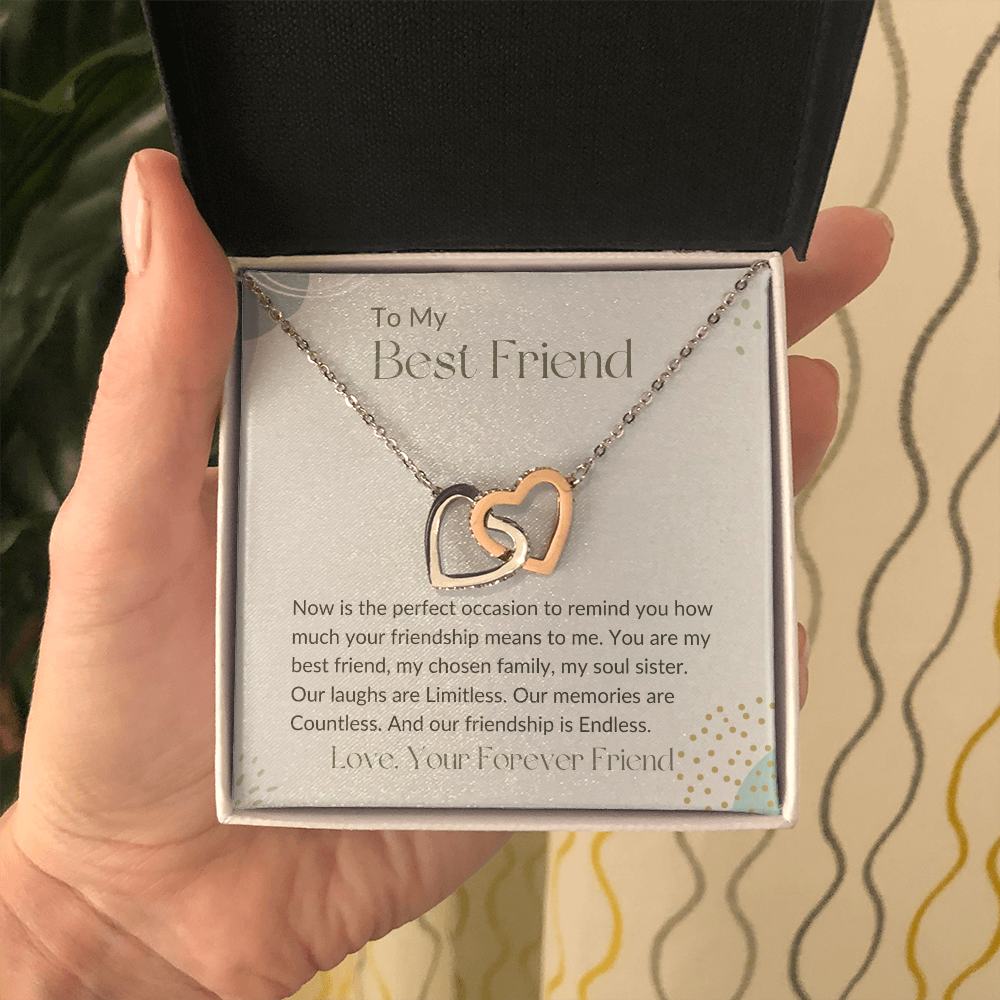 To My
Best Friend
Now is the perfect occasion to remind you how
much your friendship means to me. You are my
best friend, my chosen family, my soul sister.
Our laughs are Limitless. Our memories are
Countless. And our friendship is Endless.
Love, Your Forever Friend